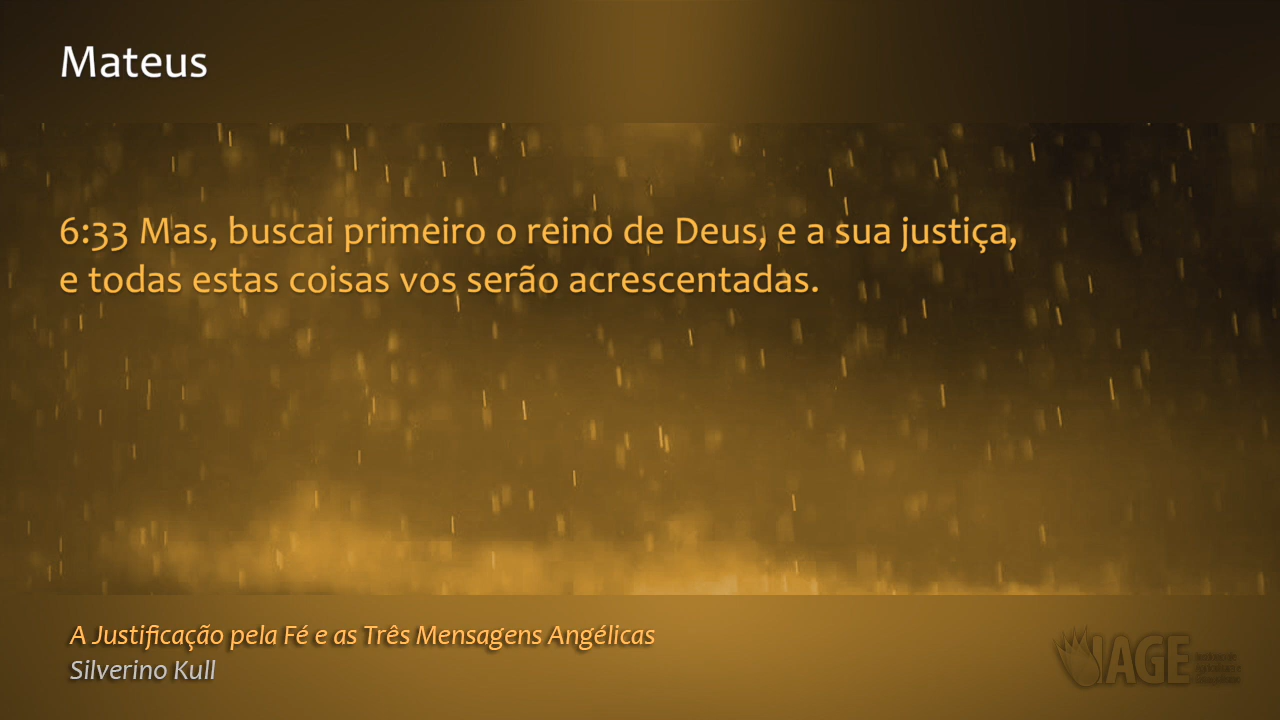 Mateus
6:33 Mas, buscai primeiro o reino de Deus, e a sua justiça,
e todas estas coisas vos serão acrescentadas.
A Justificação pela Fé e as Três Mensagens Angélicas
Silverino Kull
IAGE